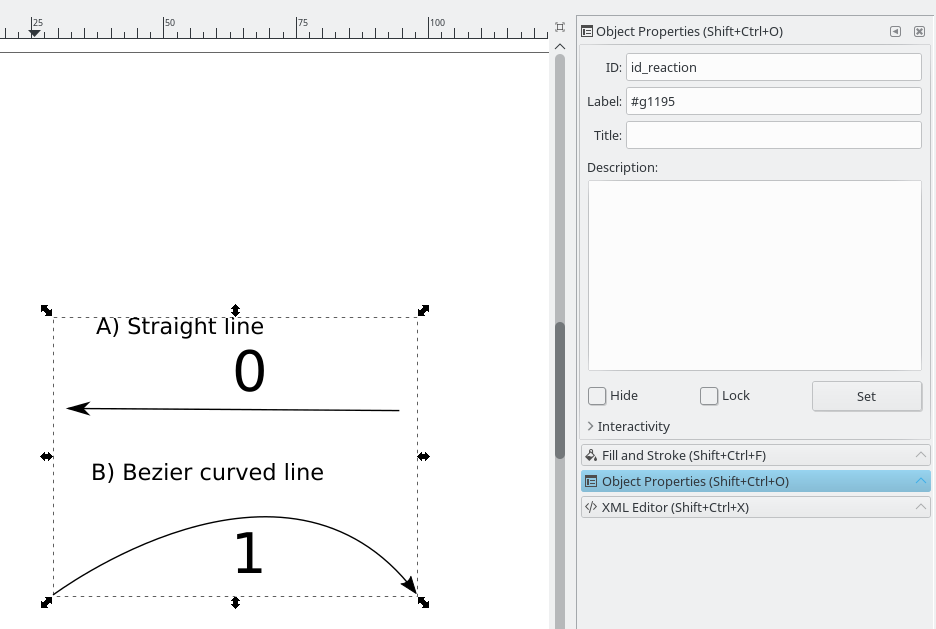 25 50 75 100
Object Properties (Shift+Ctrl+O)
ID: id_reaction
Label: #g1195
Title:
Description:
Hide Lock Set
Interactivity
Fill and Stroke (Shift+Ctrl+F)
Object Properties (Shift+Ctrl+O)
XML Editor (Shift+Ctrl+X)
A) Straight line
0
B) Bezier curved line
1